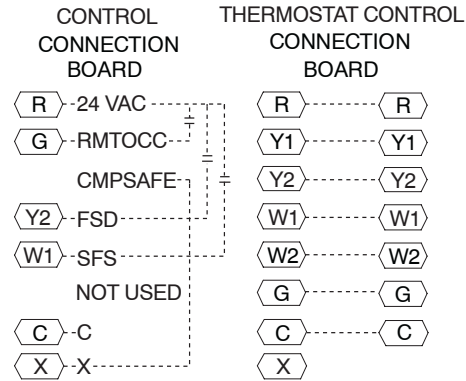 CONTROL
CONNECTION
BOARD
R 24 VAC
G RMTOCC
CMPSAFE
Y2 FSD
W1 SFS
NOT USED
C C
X X
THERMOSTAT CONTROL
CONNECTION
BOARD
R R
Y1 Y1
Y2 Y2
W1 W1
W2 W2
G G
C C
X